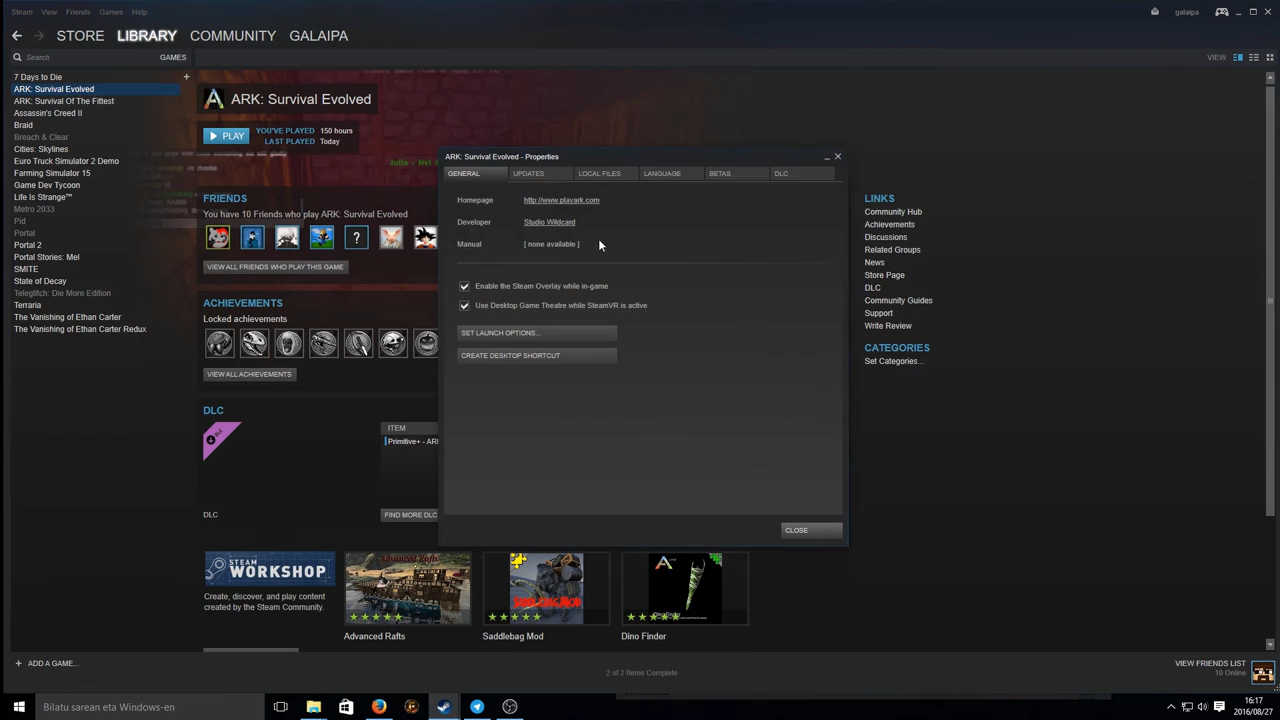 Steam View Friends Games Help
galaipa
STORE LIBRARY COMMUNITY GALAIPA
Search GAMES
VIEW
7 Days to Die
ARK: Survival Evolved
ARK: Survival Of The Fittest
Assassin's Creed II
Braid
Breach & Clear
Cities: Skylines
Euro Truck Simulator 2 Demo
Farming Simulator 15
Game Dev Tycoon
Life Is Strange™
Metro 2033
Pid
Portal
Portal 2
Portal Stories: Mel
SMITE
State of Decay
Teleglitch: Die More Edition
Terraria
The Vanishing of Ethan Carter
The Vanishing of Ethan Carter Redux
ADD A GAME...
ARK: Survival Evolved
PLAY
YOU'VE PLAYED 150 hours
LAST PLAYED Today
FRIENDS
You have 10 Friends who play ARK: Survival Evolved
?
VIEW ALL FRIENDS WHO PLAY THIS GAME
ACHIEVEMENTS
Locked achievements
VIEW ALL ACHIEVEMENTS
DLC
DLC
ITEM
Primitive+ - AR
DLC
FIND MORE DLC
ARK: Survival Evolved - Properties
GENERAL UPDATES LOCAL FILES LANGUAGE BETAS DLC
Homepage http://www.playark.com
Developer Studio Wildcard
Manual [ none available ]
Enable the Steam Overlay while in-game
Use Desktop Game Theatre while SteamVR is active
SET LAUNCH OPTIONS...
CREATE DESKTOP SHORTCUT
CLOSE
LINKS
Community Hub
Achievements
Discussions
Related Groups
News
Store Page
DLC
Community Guides
Support
Write Review
CATEGORIES
Set Categories...
STEAM WORKSHOP
Create, discover, and play content
created by the Steam Community.
Advanced Rafts
Advanced Rafts
SADDLEBAG MOD
Saddlebag Mod
Dino Finder
Dino Finder
2 of 2 Items Complete
VIEW FRIENDS LIST
10 Online
Bilatu sarean eta Windows-en
16:17
2016/08/27